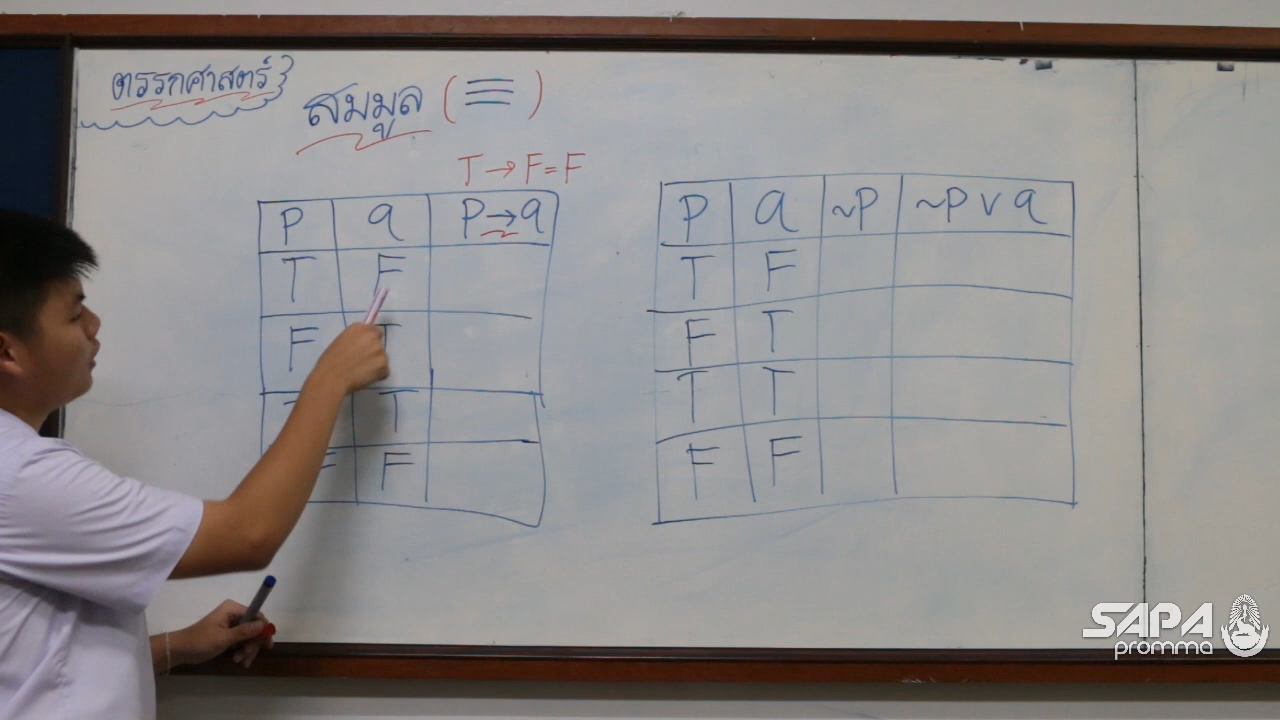 ตรรกศาสตร์
สมมูล (≡)
T → F = F
P q P → q
T F
F T
T T
F F
P q ~P ~P ∨ q
T F
F T
T T
F F
SAPA
promma